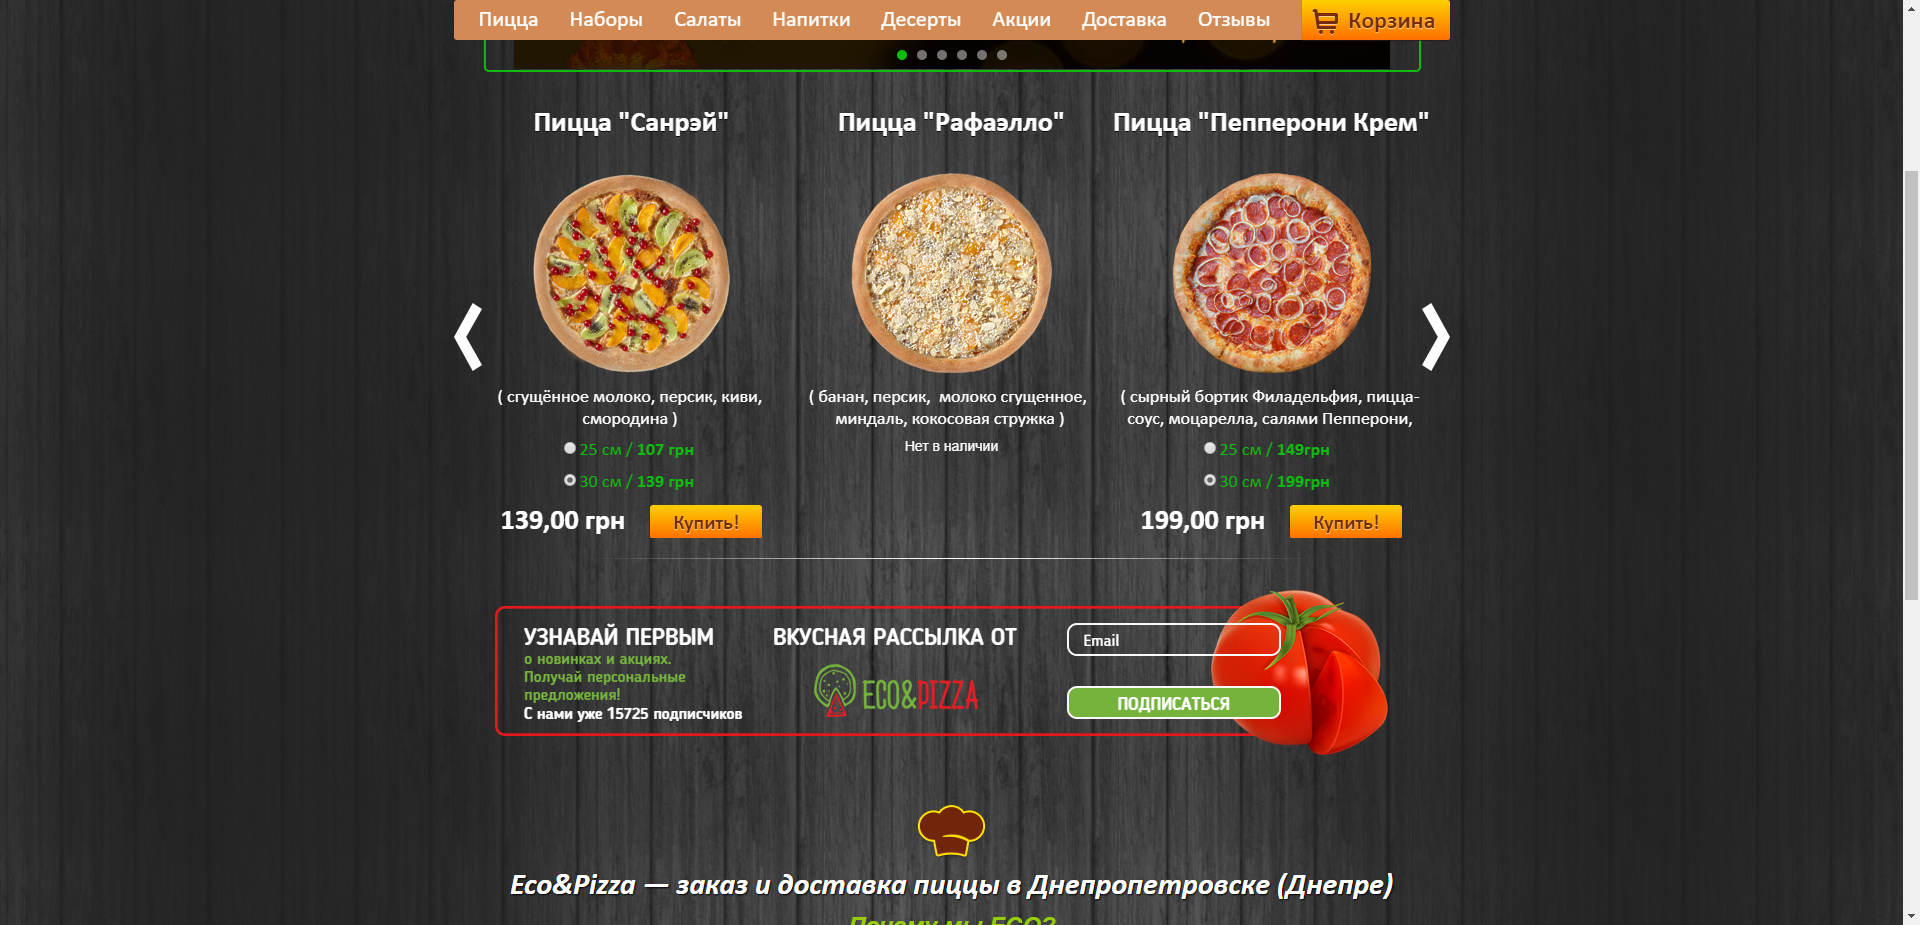 Пицца Наборы Салаты Напитки Десерты Акции Доставка Отзывы Корзина
Пицца "Санрэй"
( сгущённое молоко, персик, киви,
смородина )
25 см / 107 грн
30 см / 139 грн
139,00 грн
Купить!
Пицца "Рафаэлло"
( банан, персик,  молоко сгущенное,
миндаль, кокосовая стружка )
Нет в наличии
Пицца "Пепперони Крем"
( сырный бортик Филадельфия, пицца-
соус, моцарелла, салями Пепперони,
25 см / 149грн
30 см / 199грн
199,00 грн
Купить!
УЗНАВАЙ ПЕРВЫМ
о новинках и акциях.
Получай персональные
предложения!
С нами уже 15725 подписчиков
ВКУСНАЯ РАССЫЛКА ОТ
ECO&PIZZA
Email
ПОДПИСАТЬСЯ
Eco&Pizza — заказ и доставка пиццы в Днепропетровске (Днепре)
Почему мы ECO?